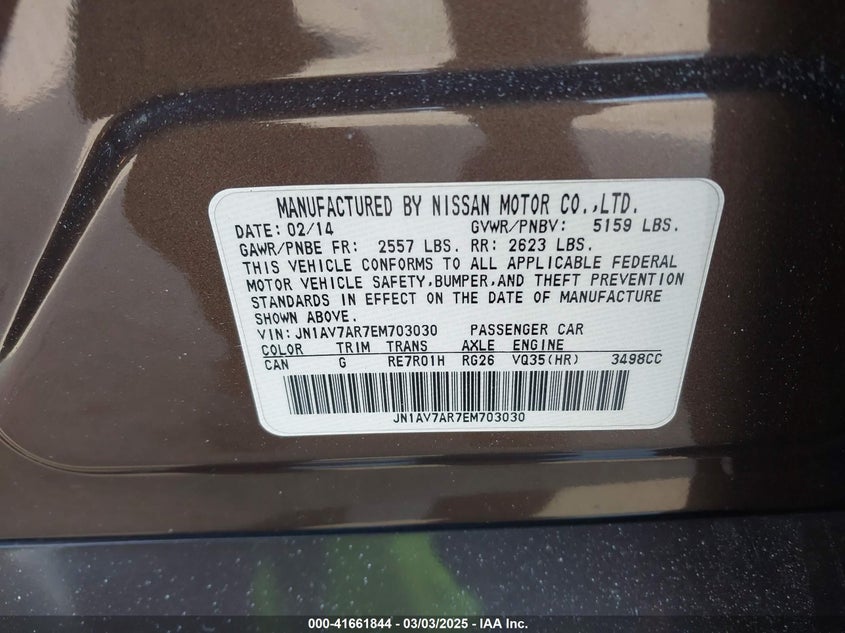 MANUFACTURED BY NISSAN MOTOR CO.,LTD.
DATE: 02/14 GVWR/PNBV: 5159 LBS.
GAWR/PNBE FR: 2557 LBS. RR: 2623 LBS.
THIS VEHICLE CONFORMS TO ALL APPLICABLE FEDERAL
MOTOR VEHICLE SAFETY,BUMPER,AND THEFT PREVENTION
STANDARDS IN EFFECT ON THE DATE OF MANUFACTURE
SHOWN ABOVE.
VIN: JN1AV7AR7EM703030 PASSENGER CAR
COLOR TRIM TRANS AXLE ENGINE
CAN G RE7R01H RG26 VQ35(HR) 3498CC
JN1AV7AR7EM703030
000-41661844 - 03/03/2025 - IAA Inc.